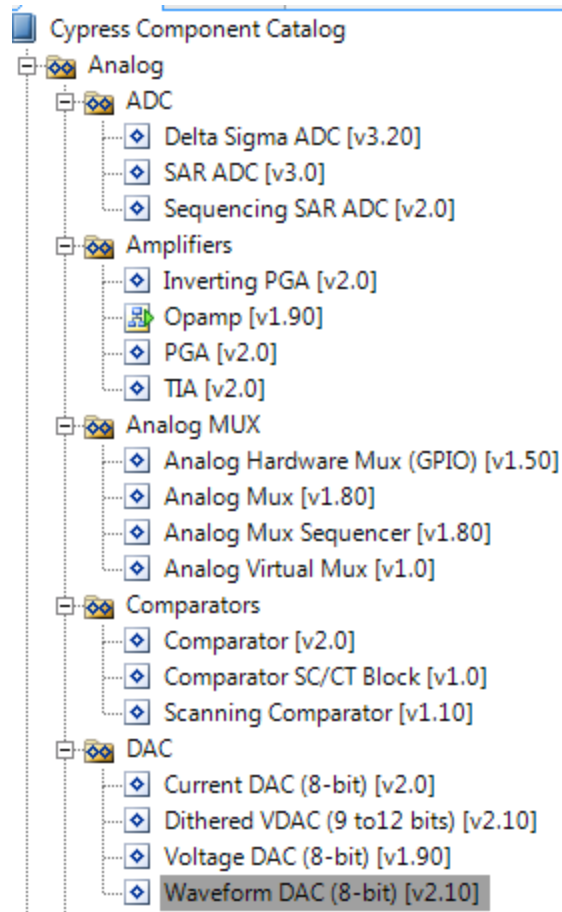 Cypress Component Catalog
Analog
ADC
Delta Sigma ADC [v3.20]
SAR ADC [v3.0]
Sequencing SAR ADC [v2.0]
Amplifiers
Inverting PGA [v2.0]
Opamp [v1.90]
PGA [v2.0]
TIA [v2.0]
Analog MUX
Analog Hardware Mux (GPIO) [v1.50]
Analog Mux [v1.80]
Analog Mux Sequencer [v1.80]
Analog Virtual Mux [v1.0]
Comparators
Comparator [v2.0]
Comparator SC/CT Block [v1.0]
Scanning Comparator [v1.10]
DAC
Current DAC (8-bit) [v2.0]
Dithered VDAC (9 to12 bits) [v2.10]
Voltage DAC (8-bit) [v1.90]
Waveform DAC (8-bit) [v2.10]